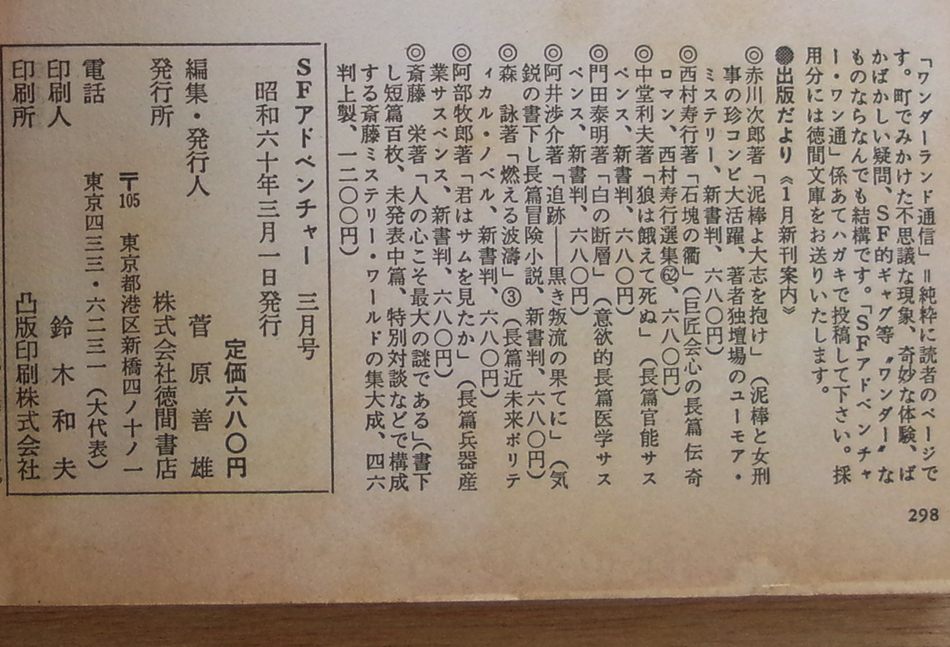 「ワンダーランド通信」＝純粋に読者のページで
す。町でみかけた不思議な現象、奇妙な体験、ば
かばかしい疑問、SF的ギャグ等〝ワンダー〟な
ものならなんでも結構です。「SFアドベンチャ
ー・ワン通」係あてハガキで投稿して下さい。採
用分には徳間文庫をお送りいたします。
●出版だより《1月新刊案内》
◎赤川次郎著「泥棒よ大志を抱け」（泥棒と女刑
事の珍コンビ大活躍、著者独壇場のユーモア・
ミステリー、新書判、六八〇円）
◎西村寿行著「石塊の衢」（巨匠会心の長篇伝奇
ロマン、西村寿行選集62、六八〇円）
◎中堂利夫著「狼は餓えて死ぬ」（長篇官能サス
ペンス、新書判、六八〇円）
◎門田泰明著「白の断層」（意欲的長篇医学サス
ペンス、新書判、六八〇円）
◎阿井渉介著「追跡――黒き叛流の果てに」（気
鋭の書下し長篇冒険小説、新書判、六八〇円）
◎森　詠著「燃える波濤」③（長篇近未来ポリテ
ィカル・ノベル、新書判、六八〇円）
◎阿部牧郎著「君はサムを見たか」（長篇兵器産
業サスペンス、新書判、六八〇円）
◎斎藤　栄著「人の心こそ最大の謎である」（書下
し短篇百枚、未発表中篇、特別対談などで構成
する斎藤ミステリー・ワールドの集大成、四六
判上製、一二〇〇円）
SFアドベンチャー　三月号
昭和六十年三月一日発行
定価六八〇円
編集・発行人　菅原善雄
発行所　株式会社徳間書店
〒105　東京都港区新橋四ノ十ノ一
電話　東京四三三・六二三一（大代表）
印刷人　鈴木和夫
印刷所　凸版印刷株式会社
298